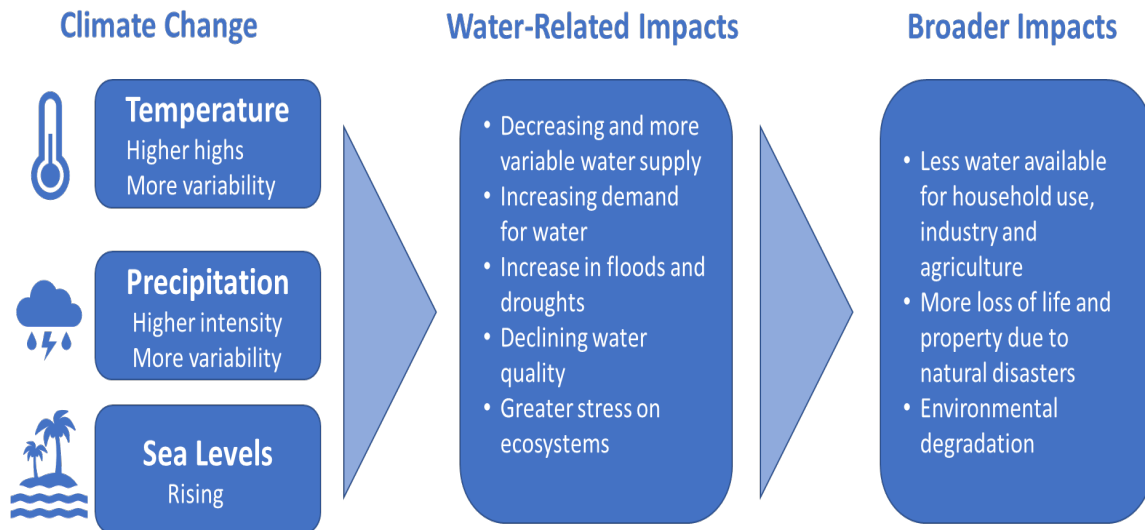 Climate Change
Temperature
Higher highs
More variability
Precipitation
Higher intensity
More variability
Sea Levels
Rising
Water-Related Impacts
• Decreasing and more
variable water supply
• Increasing demand
for water
• Increase in floods and
droughts
• Declining water
quality
• Greater stress on
ecosystems
Broader Impacts
• Less water available
for household use,
industry and
agriculture
• More loss of life and
property due to
natural disasters
• Environmental
degradation